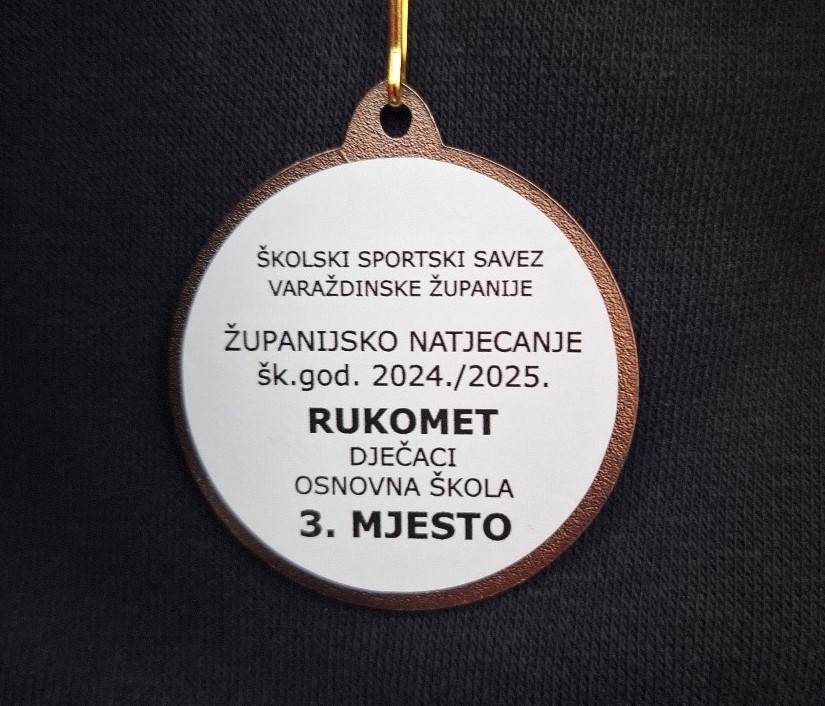 ŠKOLSKI SPORTSKI SAVEZ
VARAŽDINSKE ŽUPANIJE
ŽUPANIJSKO NATJECANJE
šk.god. 2024./2025.
RUKOMET
DJEČACI
OSNOVNA ŠKOLA
3. MJESTO